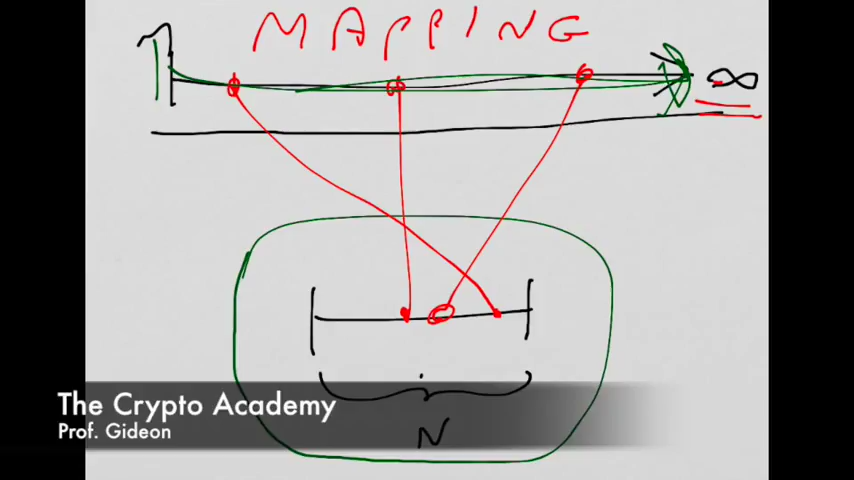 MAPPING
1 ∞
N
The Crypto Academy
Prof. Gideon